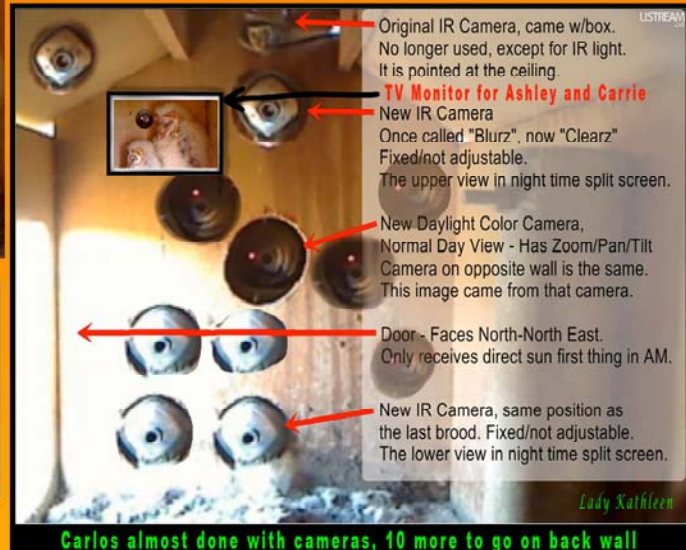 Original IR Camera, came w/box.
No longer used, except for IR light.
It is pointed at the ceiling.
TV Monitor for Ashley and Carrie
New IR Camera
Once called "Blurz", now "Clearz"
Fixed/not adjustable.
The upper view in night time split screen.
New Daylight Color Camera,
Normal Day View - Has Zoom/Pan/Tilt
Camera on opposite wall is the same.
This image came from that camera.
Door - Faces North-North East.
Only receives direct sun first thing in AM.
New IR Camera, same position as
the last brood. Fixed/not adjustable.
The lower view in night time split screen.
Lady Kathleen
Carlos almost done with cameras, 10 more to go on back wall
USTREAM